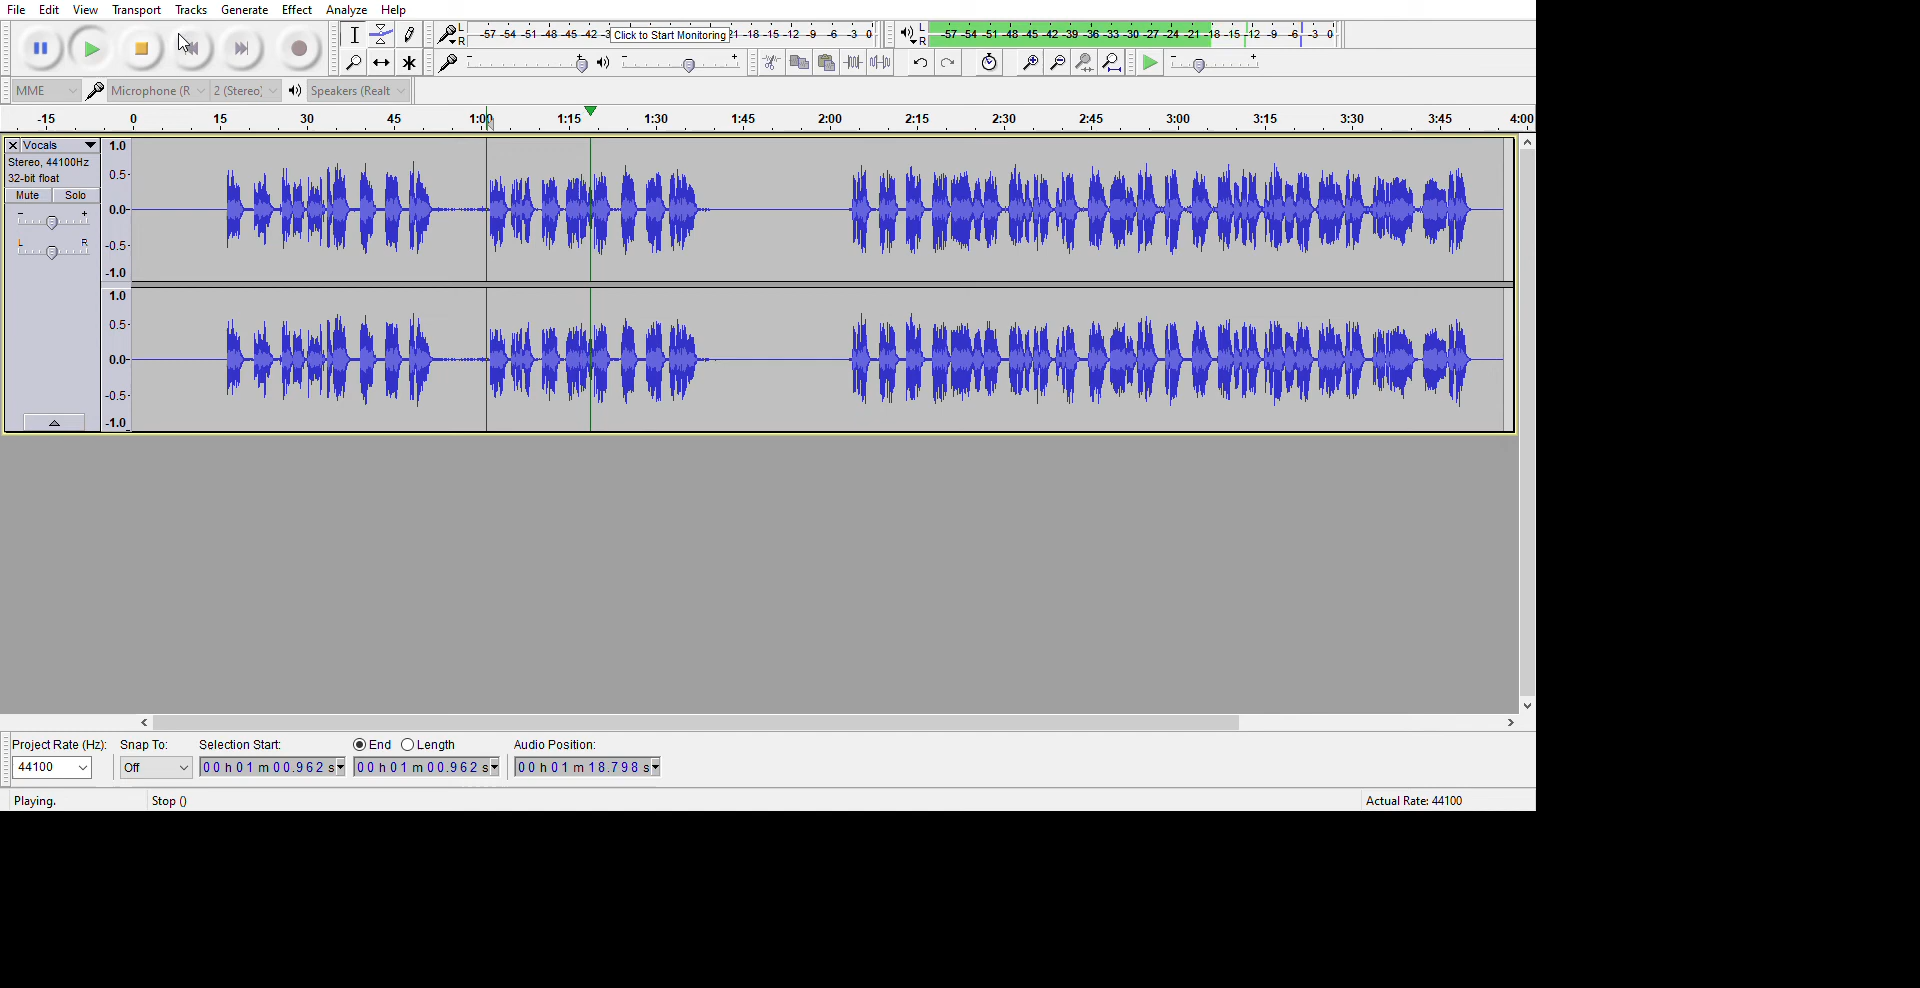 File Edit View Transport Tracks Generate Effect Analyze Help
L R -57 -54 -51 -48 -45 -42 -3 Click to Start Monitoring 21 -18 -15 -12 -9 -6 -3 0 L R -57 -54 -51 -48 -45 -42 -39 -36 -33 -30 -27 -24 -21 -18 -15 -12 -9 -6 -3 0
MME Microphone (R 2 (Stereo) Speakers (Realt
-15 0 15 30 45 1:00 1:15 1:30 1:45 2:00 2:15 2:30 2:45 3:00 3:15 3:30 3:45 4:00
Vocals 1.0
Stereo, 44100Hz
32-bit float 0.5
Mute Solo
- + 0.0
L R -0.5
-1.0
1.0
0.5
0.0
-0.5
-1.0
Project Rate (Hz): Snap To: Selection Start: End Length Audio Position:
44100 Off 00 h 01 m 00.962 s 00 h 01 m 00.962 s 00 h 01 m 18.798 s
Playing. Stop () Actual Rate: 44100